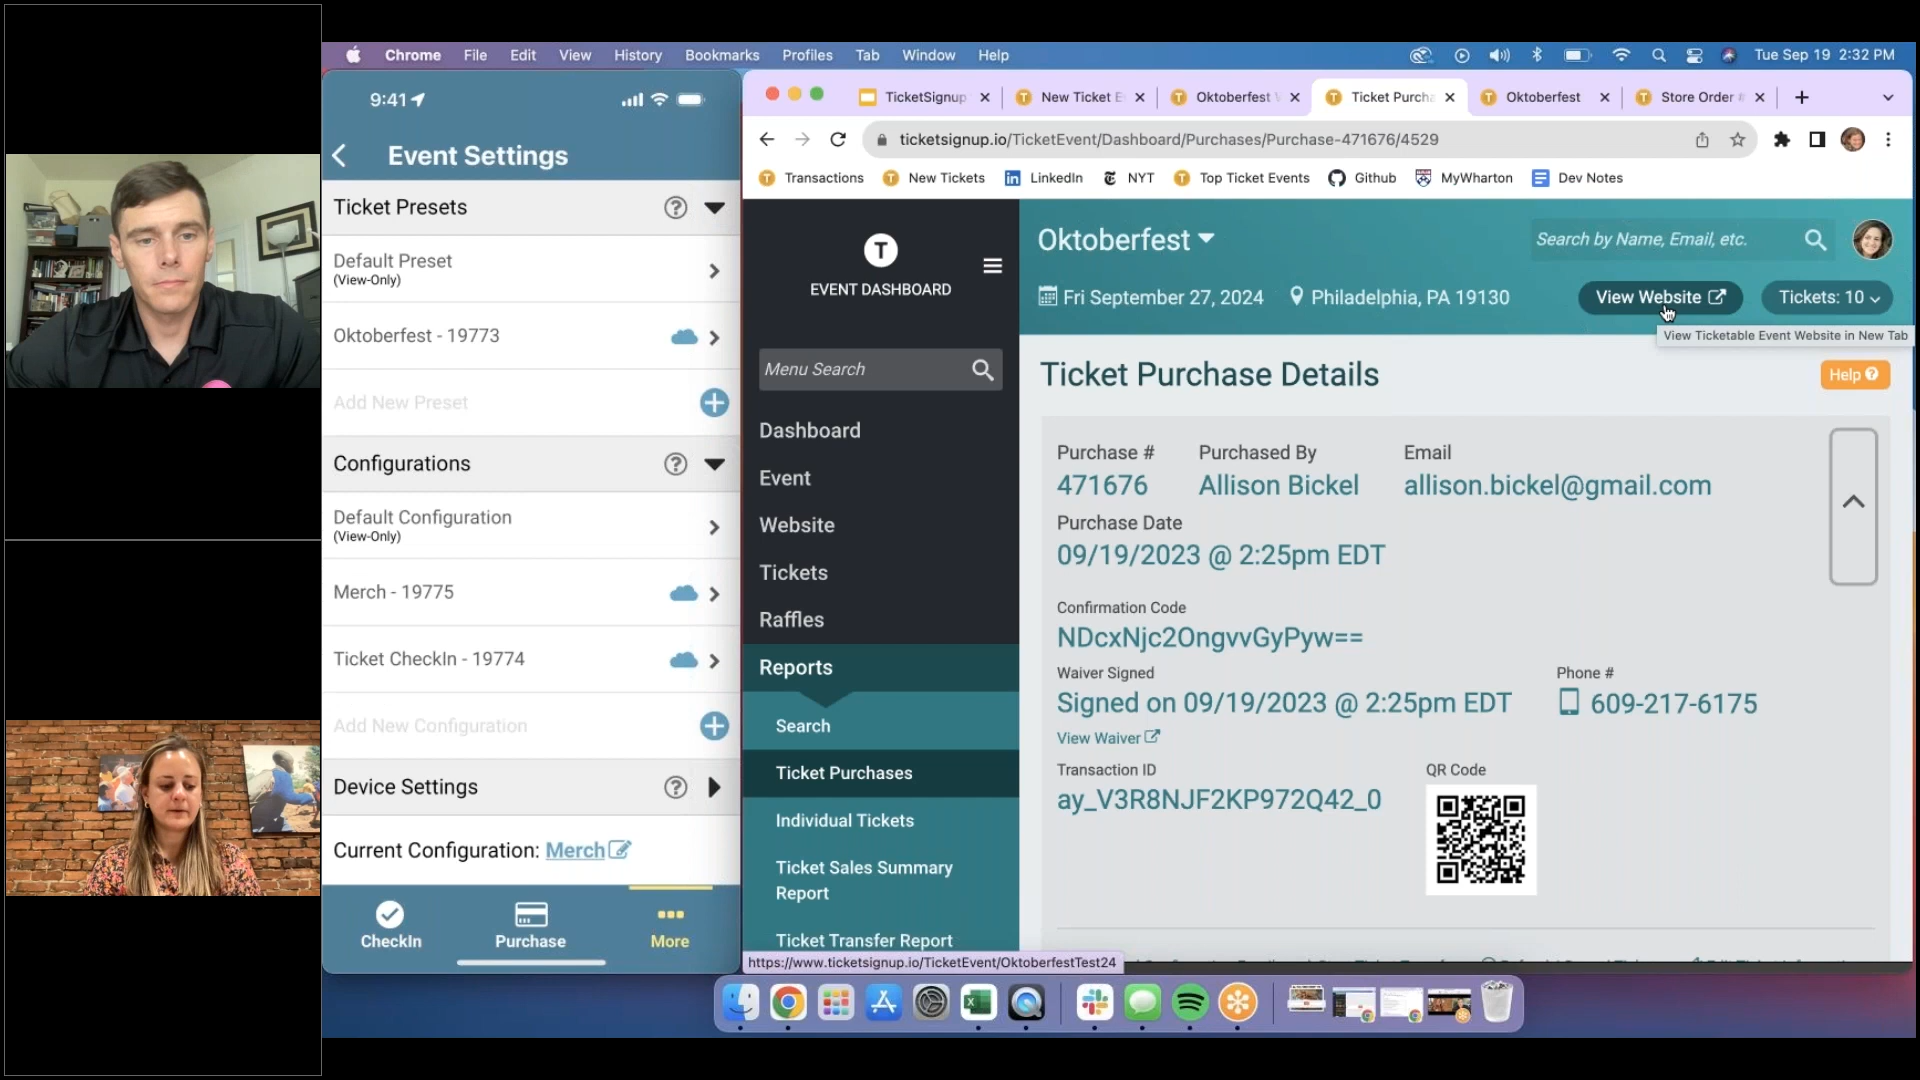 Chrome File Edit View History Bookmarks Profiles Tab Window Help
Tue Sep 19 2:32 PM
9:41
Event Settings
Ticket Presets
Default Preset
(View-Only)
Oktoberfest - 19773
Add New Preset
Configurations
Default Configuration
(View-Only)
Merch - 19775
Ticket CheckIn - 19774
Add New Configuration
Device Settings
Current Configuration: Merch
CheckIn Purchase More
TicketSignup New Ticket E Oktoberfest Ticket Purcha Oktoberfest Store Order
ticketsignup.io/TicketEvent/Dashboard/Purchases/Purchase-471676/4529
Transactions New Tickets LinkedIn NYT Top Ticket Events Github MyWharton Dev Notes
T
EVENT DASHBOARD
Menu Search
Dashboard
Event
Website
Tickets
Raffles
Reports
Search
Ticket Purchases
Individual Tickets
Ticket Sales Summary
Report
Ticket Transfer Report
https://www.ticketsignup.io/TicketEvent/OktoberfestTest24
Oktoberfest
Search by Name, Email, etc.
Fri September 27, 2024 Philadelphia, PA 19130
View Website Tickets: 10
View Ticketable Event Website in New Tab
Ticket Purchase Details
Help
Purchase # Purchased By Email
471676 Allison Bickel allison.bickel@gmail.com
Purchase Date
09/19/2023 @ 2:25pm EDT
Confirmation Code
NDcxNjc2OngvvGyPyw==
Waiver Signed Phone #
Signed on 09/19/2023 @ 2:25pm EDT 609-217-6175
View Waiver
Transaction ID QR Code
ay_V3R8NJF2KP972Q42_0